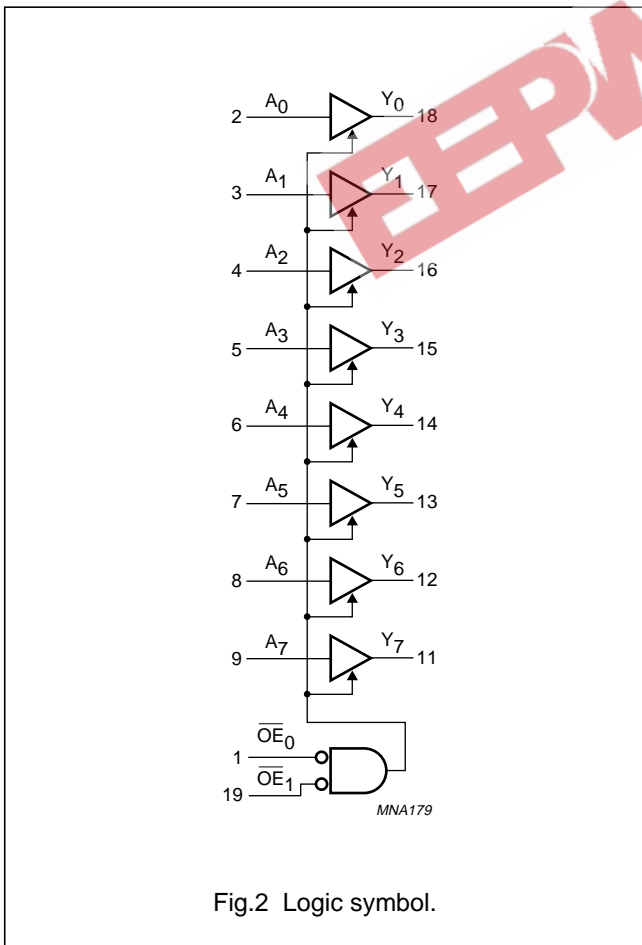 EEPW
2 A0 Y0 18
3 A1 Y1 17
4 A2 Y2 16
5 A3 Y3 15
6 A4 Y4 14
7 A5 Y5 13
8 A6 Y6 12
9 A7 Y7 11
1 OE0
19 OE1
MNA179
Fig.2 Logic symbol.